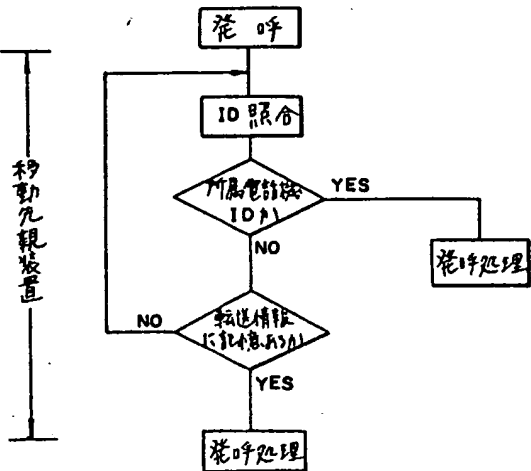 発呼
ID照合
所属電話機
IDか
YES
発呼処理
NO
転送情報
に記憶あるか
NO
YES
発呼処理
移動先親装置